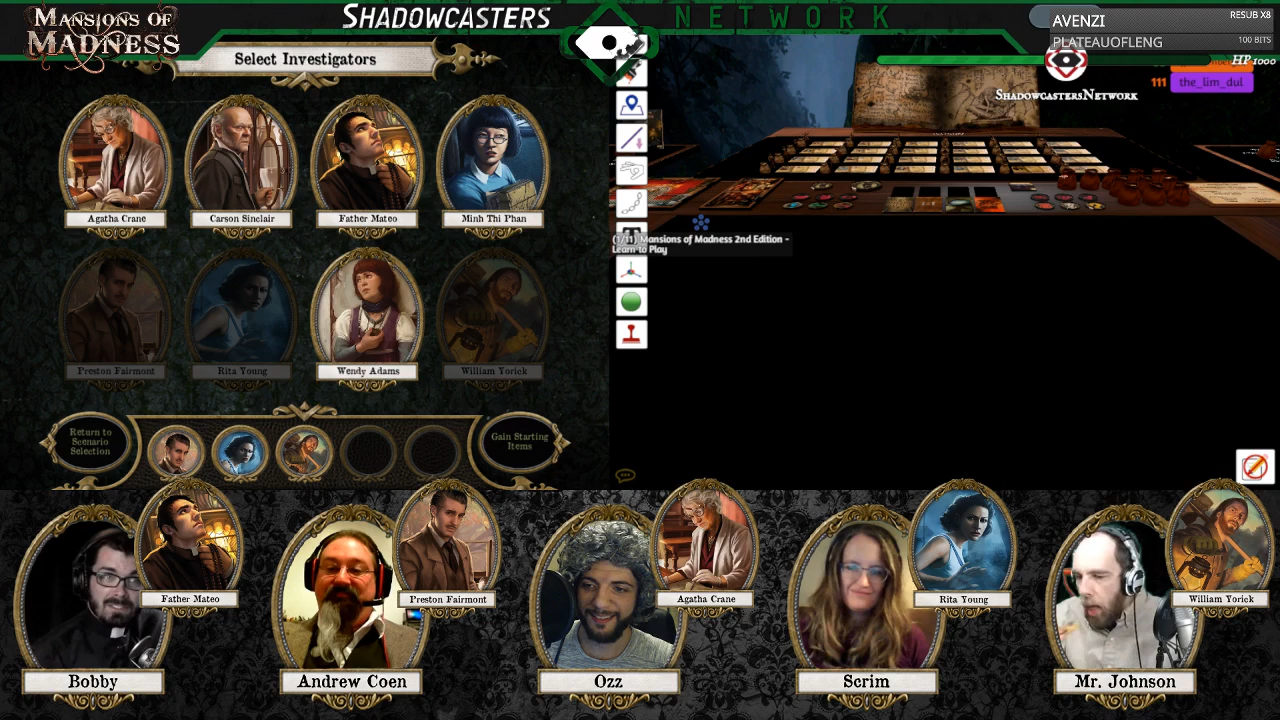 MANSIONS OF
MADNESS
SHADOWCASTERS
NETWORK
AVENZI
RESUB X8
PLATEAUOFLENG
100 BITS
HP 1000
111 the_lim_dul
SHADOWCASTERSNETWORK
Select Investigators
Agatha Crane
Carson Sinclair
Father Mateo
Minh Thi Phan
(1/11) Mansions of Madness 2nd Edition -
Learn to Play
Preston Fairmont
Rita Young
Wendy Adams
William Yorick
Return to
Scenario
Selection
Gain Starting
Items
Father Mateo
Preston Fairmont
Agatha Crane
Rita Young
William Yorick
Bobby
Andrew Coen
Ozz
Scrim
Mr. Johnson